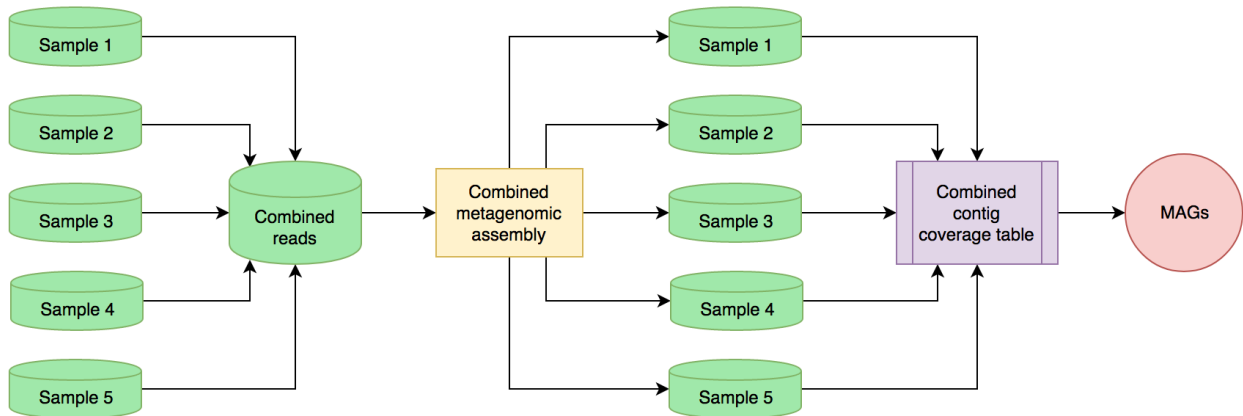 Sample 1
Sample 2
Sample 3
Sample 4
Sample 5
Combined
reads
Combined
metagenomic
assembly
Sample 1
Sample 2
Sample 3
Sample 4
Sample 5
Combined
contig
coverage table
MAGs